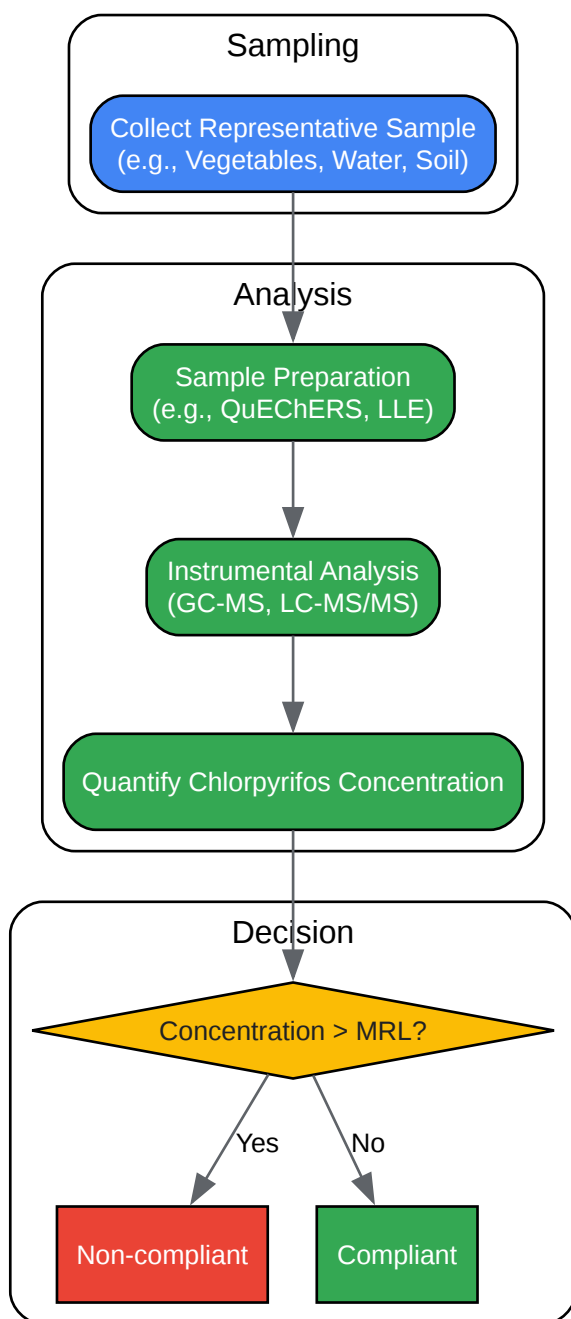 Sampling
Collect Representative Sample
(e.g., Vegetables, Water, Soil)
Analysis
Sample Preparation
(e.g., QuEChERS, LLE)
Instrumental Analysis
(GC-MS, LC-MS/MS)
Quantify Chlorpyrifos Concentration
Decision
Concentration > MRL?
Yes
No
Non-compliant
Compliant